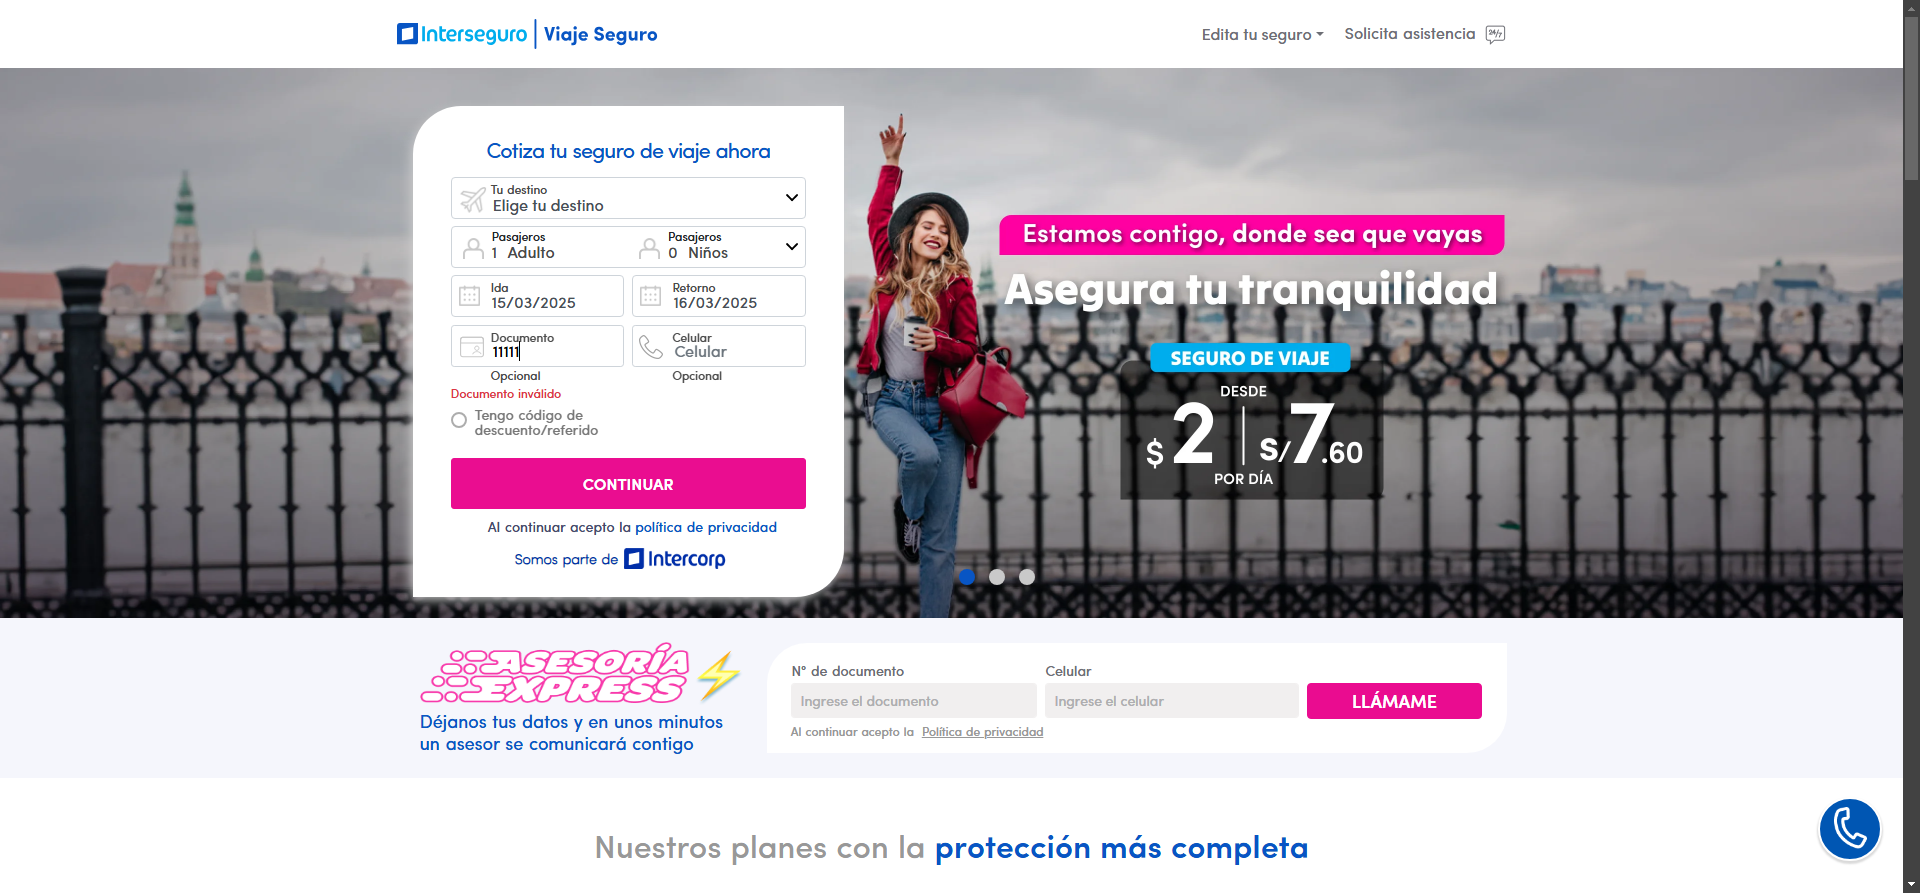 Interseguro | Viaje Seguro
Edita tu seguro
Solicita asistencia
24/7
Cotiza tu seguro de viaje ahora
Tu destino
Elige tu destino
Pasajeros
1 Adulto
Pasajeros
0 Niños
Ida
15/03/2025
Retorno
16/03/2025
Documento
11111
Opcional
Celular
Celular
Opcional
Documento inválido
Tengo código de
descuento/referido
CONTINUAR
Al continuar acepto la política de privacidad
Somos parte de Intercorp
Estamos contigo, donde sea que vayas
Asegura tu tranquilidad
SEGURO DE VIAJE
DESDE
$ 2 | S/7.60
POR DÍA
ASESORÍA
EXPRESS
Déjanos tus datos y en unos minutos
un asesor se comunicará contigo
N° de documento
Ingrese el documento
Celular
Ingrese el celular
LLÁMAME
Al continuar acepto la Política de privacidad
Nuestros planes con la protección más completa